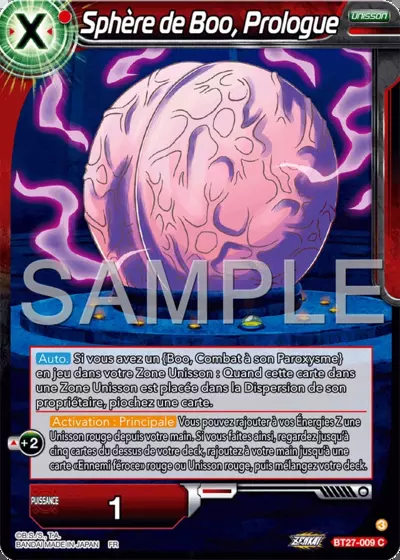 X
Sphère de Boo, Prologue
UNISSON
SAMPLE
Auto. Si vous avez un {Boo, Combat à son Paroxysme}
en jeu dans votre Zone Unisson : Quand cette carte dans
une Zone Unisson est placée dans la Dispersion de son
propriétaire, piochez une carte.
+2
Activation : Principale Vous pouvez rajouter à vos Énergies Z une
Unisson rouge depuis votre main. Si vous faites ainsi, regardez jusqu'à
cinq cartes du dessus de votre deck, rajoutez à votre main jusqu'à une
carte «Ennemi féroce» rouge ou Unisson rouge, puis mélangez votre deck.
PUISSANCE
1
3
©B.S./S., T.A.
BANDAI MADE IN JAPAN FR
ZENKAI
BT27-009 C